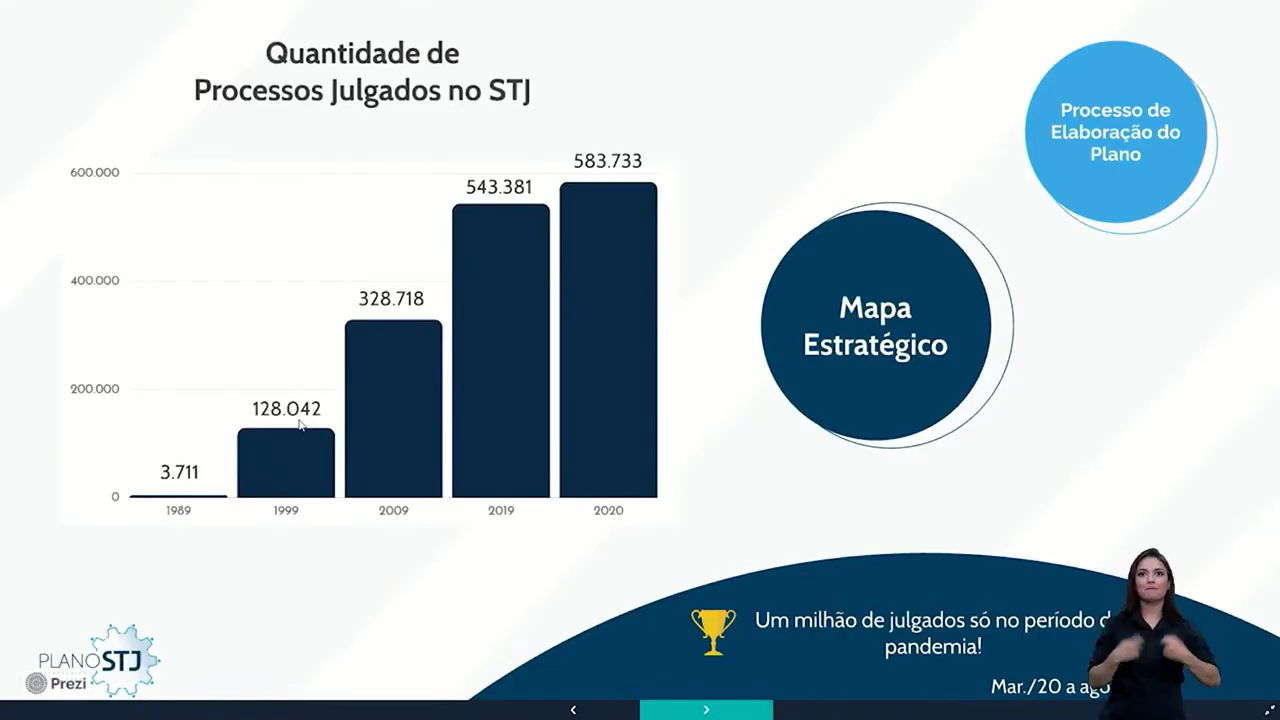 Quantidade de
Processos Julgados no STJ
600.000
400.000
200.000
0
3.711
128.042
328.718
543.381
583.733
1989
1999
2009
2019
2020
Processo de
Elaboração do
Plano
Mapa
Estratégico
Um milhão de julgados só no período
pandemia!
Mar./20 a
PLANO STJ
Prezi